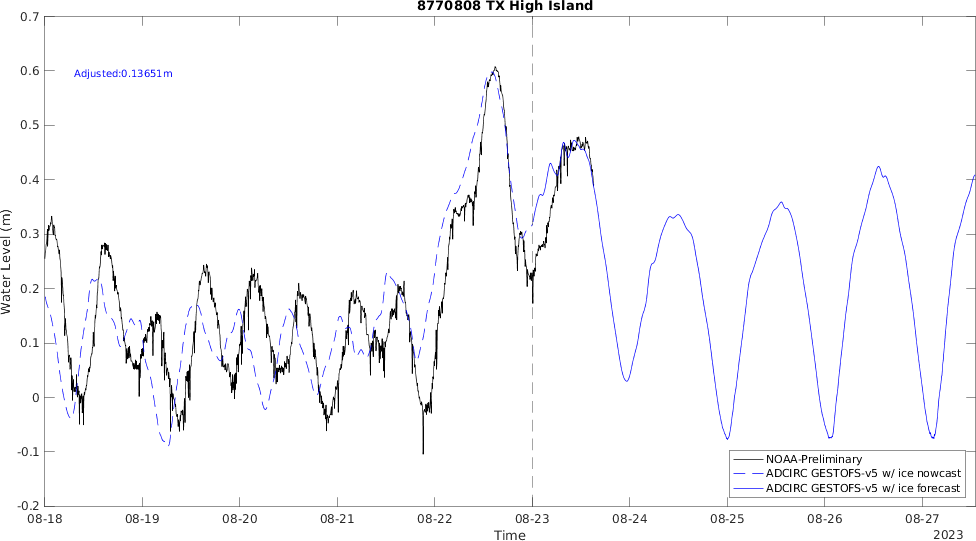 8770808 TX High Island
Adjusted:0.13651m
Water Level (m)
0.7
0.6
0.5
0.4
0.3
0.2
0.1
0
-0.1
-0.2
NOAA-Preliminary
ADCIRC GESTOFS-v5 w/ ice nowcast
ADCIRC GESTOFS-v5 w/ ice forecast
08-18 08-19 08-20 08-21 08-22 08-23 08-24 08-25 08-26 08-27
Time
2023